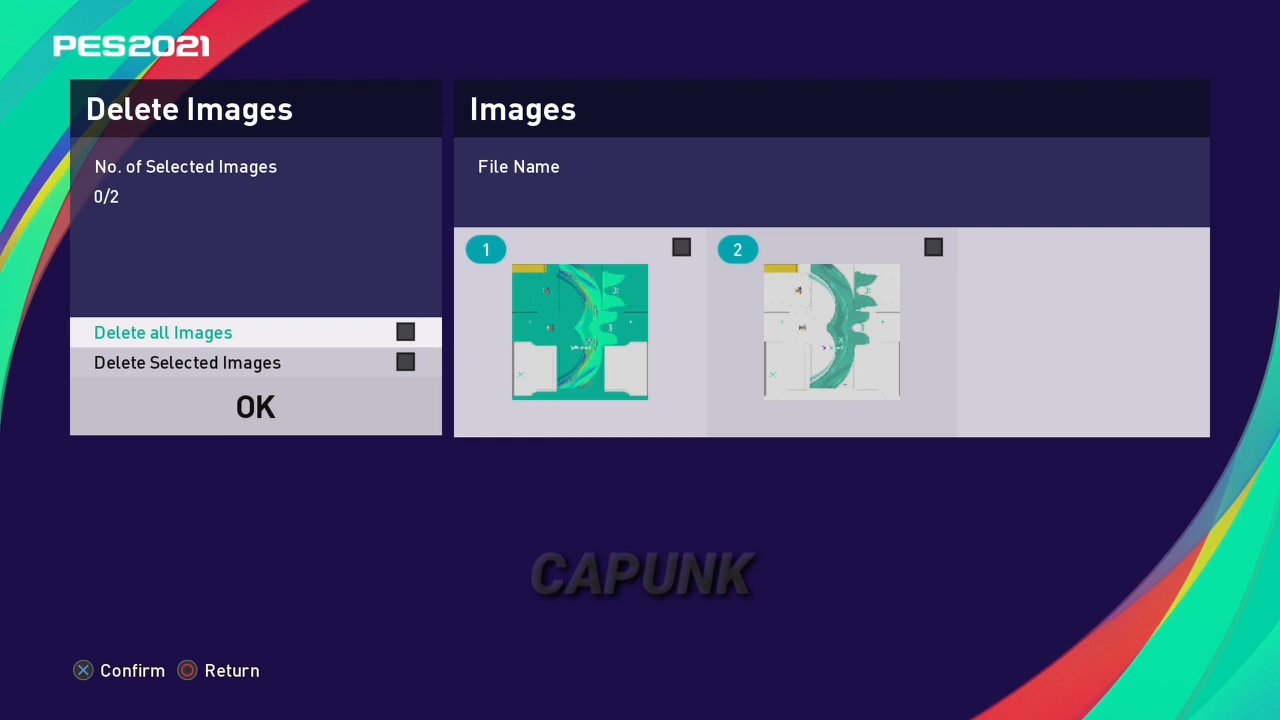 PES2021
Delete Images
No. of Selected Images
0/2
Delete all Images
Delete Selected Images
OK
Images
File Name
1
2
CAPUNK
Confirm
Return